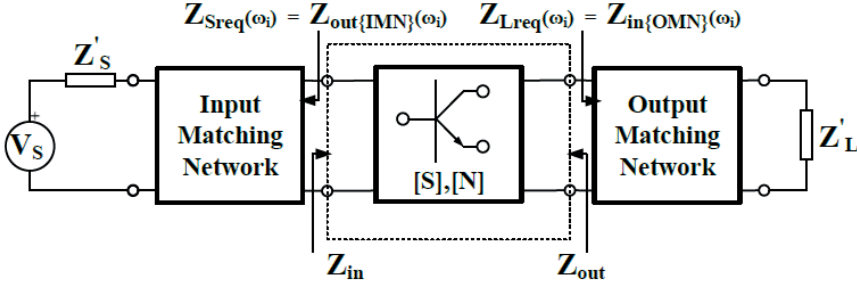 Z_Sreq(ω_i) = Z_out{IMN}(ω_i)
Z_Lreq(ω_i) = Z_in{OMN}(ω_i)
Z'_S
+
V_S
Input
Matching
Network
[S],[N]
Output
Matching
Network
Z'_L
Z_in
Z_out